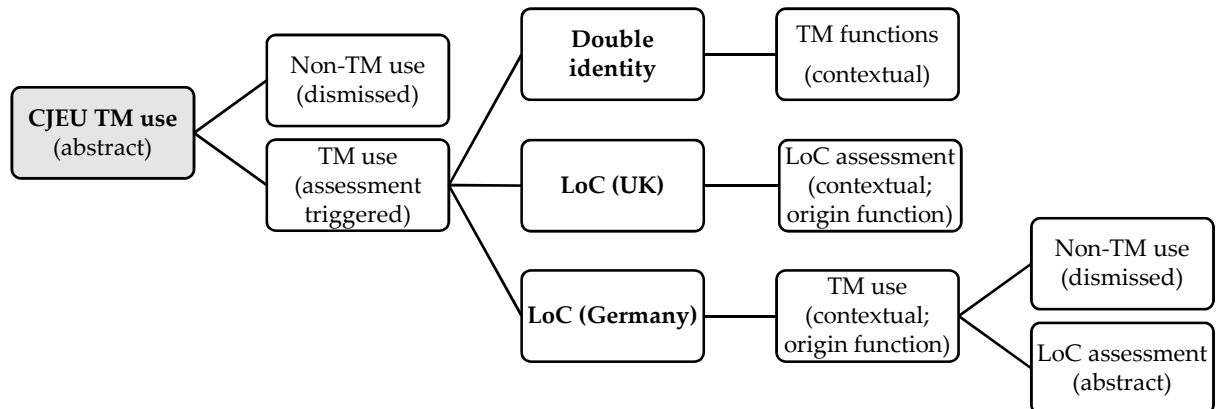 CJEU TM use
(abstract)
Non-TM use
(dismissed)
TM use
(assessment
triggered)
Double
identity
TM functions
(contextual)
LoC (UK)
LoC assessment
(contextual;
origin function)
LoC (Germany)
TM use
(contextual;
origin function)
Non-TM use
(dismissed)
LoC assessment
(abstract)